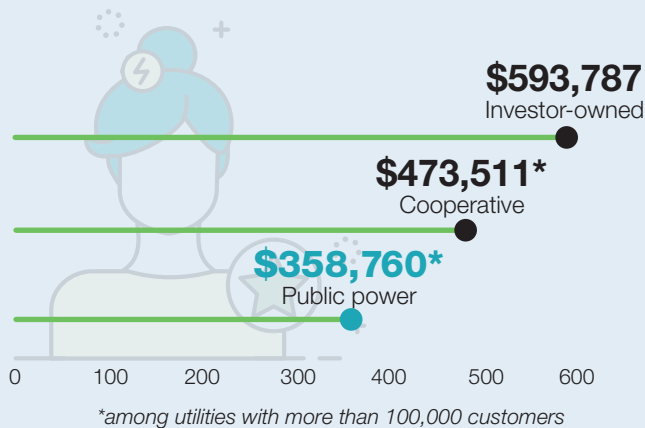 $593,787
Investor-owned
$473,511*
Cooperative
$358,760*
Public power
0 100 200 300 400 500 600
*among utilities with more than 100,000 customers